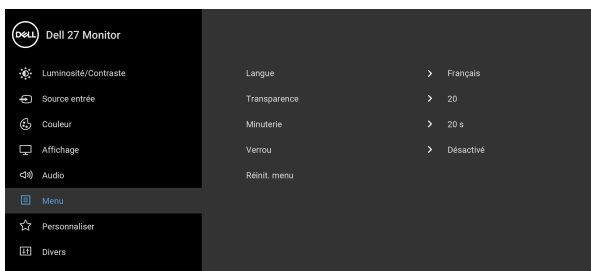 DELL Dell 27 Monitor
Luminosité/Contraste
Source entrée
Couleur
Affichage
Audio
Menu
Personnaliser
Divers
Langue > Français
Transparence > 20
Minuterie > 20 s
Verrou > Désactivé
Réinit. menu